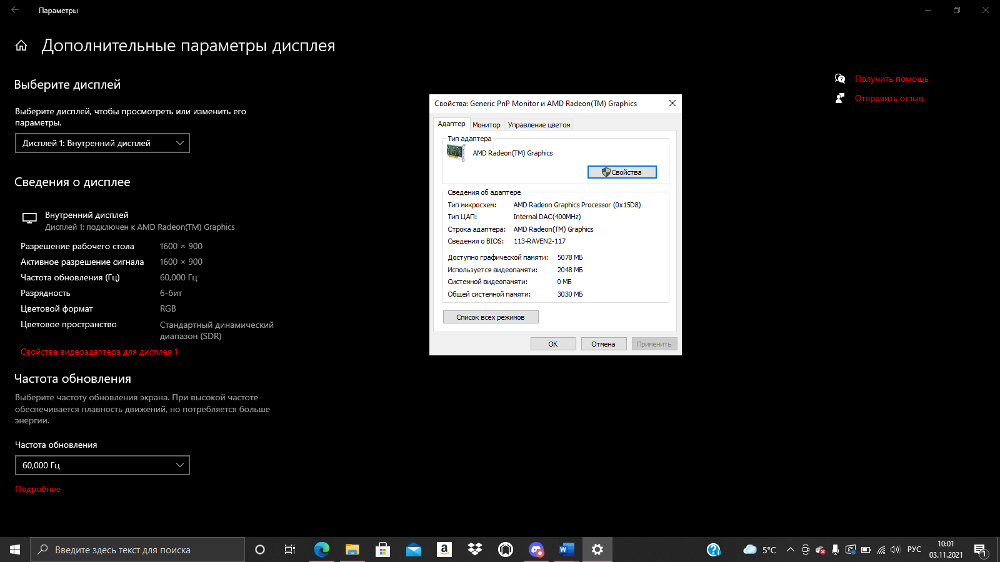 Параметры
Дополнительные параметры дисплея
Выберите дисплей
Выберите дисплей, чтобы просмотреть или изменить его
параметры.
Дисплей 1: Внутренний дисплей
Сведения о дисплее
Внутренний дисплей
Дисплей 1: подключен к AMD Radeon(TM) Graphics
Разрешение рабочего стола 1600 × 900
Активное разрешение сигнала 1600 × 900
Частота обновления (Гц) 60,000 Гц
Разрядность 6-бит
Цветовой формат RGB
Цветовое пространство Стандартный динамический
диапазон (SDR)
Свойства видеоадаптера для дисплея 1
Частота обновления
Выберите частоту обновления экрана. При высокой частоте
обеспечивается плавность движений, но потребляется больше
энергии.
Частота обновления
60,000 Гц
Подробнее
Получить помощь
Отправить отзыв
Свойства: Generic PnP Monitor и AMD Radeon(TM) Graphics
Адаптер Монитор Управление цветом
Тип адаптера
AMD Radeon(TM) Graphics
Свойства
Сведения об адаптере
Тип микросхем: AMD Radeon Graphics Processor (0x15D8)
Тип ЦАП: Internal DAC(400MHz)
Строка адаптера: AMD Radeon(TM) Graphics
Сведения о BIOS: 113-RAVEN2-117
Доступно графической памяти: 5078 МБ
Используется видеопамяти: 2048 МБ
Системной видеопамяти: 0 МБ
Общей системной памяти: 3030 МБ
Список всех режимов
ОК Отмена Применить
Введите здесь текст для поиска
5°C
РУС
10:01
03.11.2021
1